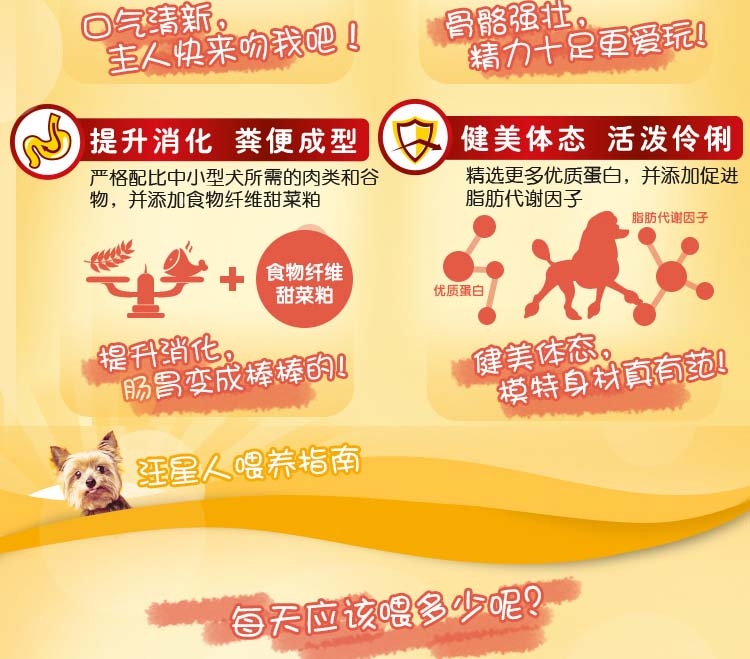 口气清新，
主人快来吻我吧！
骨骼强壮，
精力十足更爱玩！
提升消化 粪便成型
严格配比中小型犬所需的肉类和谷
物，并添加食物纤维甜菜粕
食物纤维
甜菜粕
提升消化，
肠胃变成棒棒的！
健美体态 活泼伶俐
精选更多优质蛋白，并添加促进
脂肪代谢因子
脂肪代谢因子
优质蛋白
健美体态，
模特身材真有范！
汪星人喂养指南
每天应该喂多少呢？